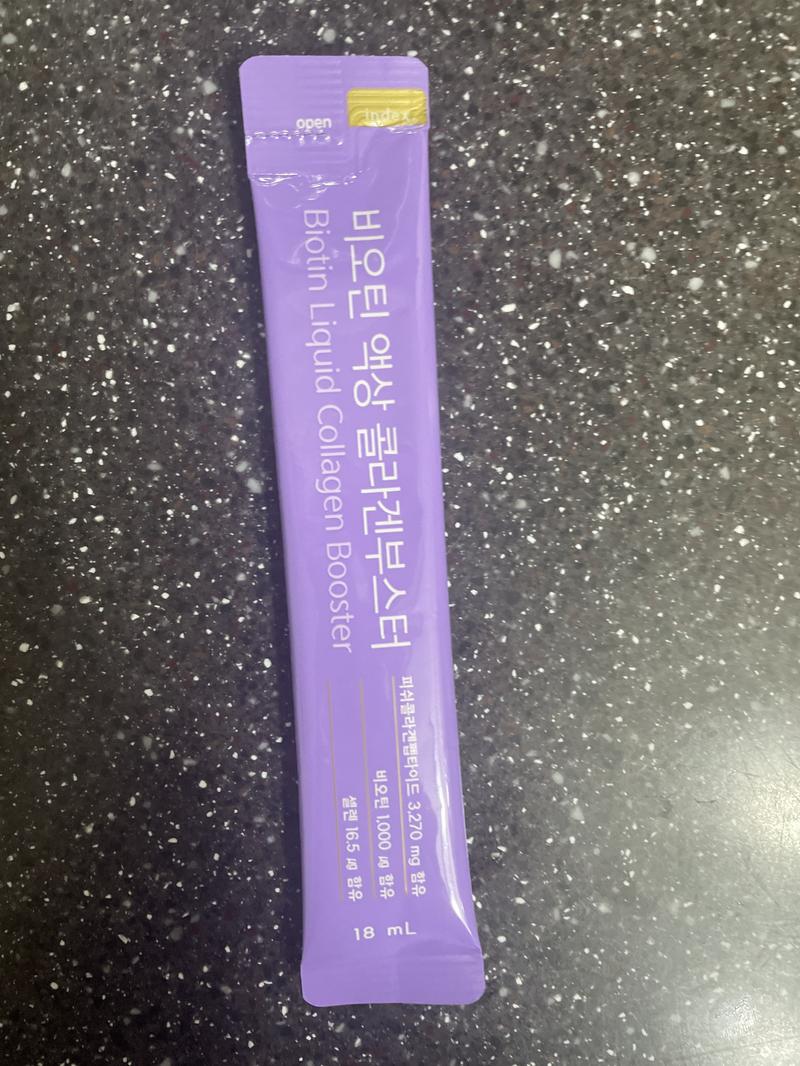 open
index
비오틴 액상 콜라겐부스터
Biotin Liquid Collagen Booster
피쉬콜라겐펩타이드 3,270 mg 함유
비오틴 1,000 ㎍ 함유
셀렌 16.5 ㎍ 함유
18 mL